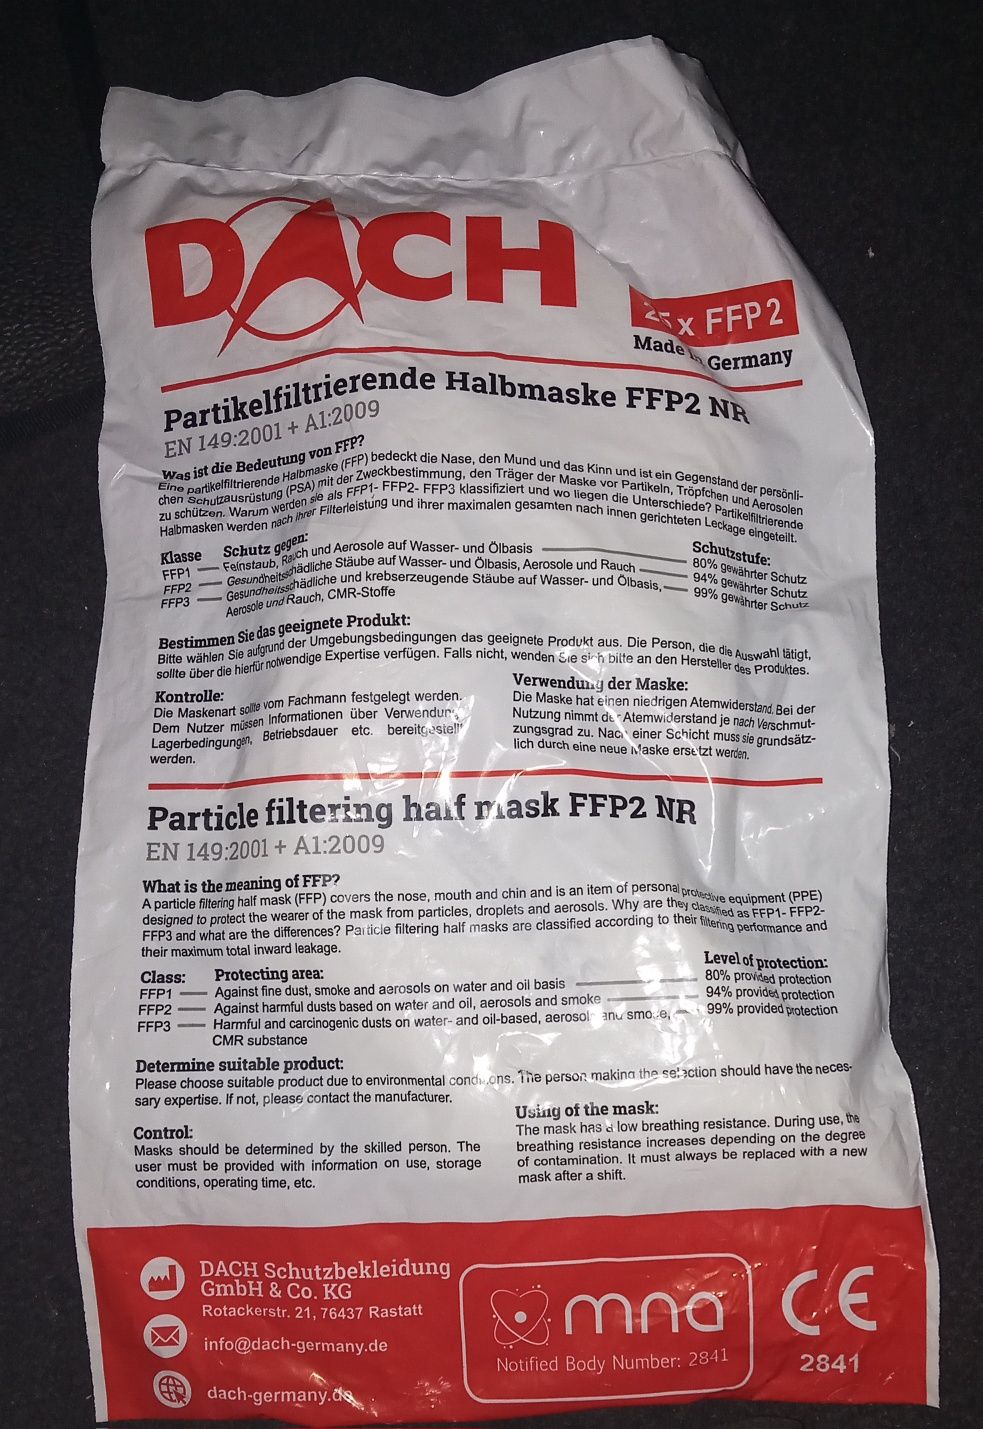 DACH
25 x FFP 2
Made in Germany
Partikelfiltrierende Halbmaske FFP2 NR
EN 149:2001 + A1:2009
Was ist die Bedeutung von FFP?
Eine partikelfiltrierende Halbmaske (FFP) bedeckt die Nase, den Mund und das Kinn und ist ein Gegenstand der persönli-
chen Schutzausrüstung (PSA) mit der Zweckbestimmung, den Träger der Maske vor Partikeln, Tröpfchen und Aerosolen
zu schützen. Warum werden sie als FFP1- FFP2- FFP3 klassifiziert und wo liegen die Unterschiede? Partikelfiltrierende
Halbmasken werden nach ihrer Filterleistung und ihrer maximalen gesamten nach innen gerichteten Leckage eingeteilt.
Klasse Schutz gegen: Schutzstufe:
FFP1 — Feinstaub, Rauch und Aerosole auf Wasser- und Ölbasis — 80% gewährter Schutz
FFP2 — Gesundheitsschädliche Stäube auf Wasser- und Ölbasis, Aerosole und Rauch — 94% gewährter Schutz
FFP3 — Gesundheitsschädliche und krebserzeugende Stäube auf Wasser- und Ölbasis, — 99% gewährter Schutz
Aerosole und Rauch, CMR-Stoffe
Bestimmen Sie das geeignete Produkt:
Bitte wählen Sie aufgrund der Umgebungsbedingungen das geeignete Produkt aus. Die Person, die die Auswahl tätigt,
sollte über die hierfür notwendige Expertise verfügen. Falls nicht, wenden Sie sich bitte an den Hersteller des Produktes.
Kontrolle:
Die Maskenart sollte vom Fachmann festgelegt werden.
Dem Nutzer müssen Informationen über Verwendung,
Lagerbedingungen, Betriebsdauer etc. bereitgestellt
werden.
Verwendung der Maske:
Die Maske hat einen niedrigen Atemwiderstand. Bei der
Nutzung nimmt der Atemwiderstand je nach Verschmut-
zungsgrad zu. Nach einer Schicht muss sie grundsätz-
lich durch eine neue Maske ersetzt werden.
Particle filtering half mask FFP2 NR
EN 149:2001 + A1:2009
What is the meaning of FFP?
A particle filtering half mask (FFP) covers the nose, mouth and chin and is an item of personal protective equipment (PPE)
designed to protect the wearer of the mask from particles, droplets and aerosols. Why are they classified as FFP1- FFP2-
FFP3 and what are the differences? Particle filtering half masks are classified according to their filtering performance and
their maximum total inward leakage.
Class: Protecting area: Level of protection:
FFP1 — Against fine dust, smoke and aerosols on water and oil basis — 80% provided protection
FFP2 — Against harmful dusts based on water and oil, aerosols and smoke — 94% provided protection
FFP3 — Harmful and carcinogenic dusts on water- and oil-based, aerosol and smoke, — 99% provided protection
CMR substance
Determine suitable product:
Please choose suitable product due to environmental conditions. The person making the selection should have the neces-
sary expertise. If not, please contact the manufacturer.
Control:
Masks should be determined by the skilled person. The
user must be provided with information on use, storage
conditions, operating time, etc.
Using of the mask:
The mask has a low breathing resistance. During use, the
breathing resistance increases depending on the degree
of contamination. It must always be replaced with a new
mask after a shift.
DACH Schutzbekleidung
GmbH & Co. KG
Rotackerstr. 21, 76437 Rastatt
info@dach-germany.de
dach-germany.de
mna
Notified Body Number: 2841
CE
2841